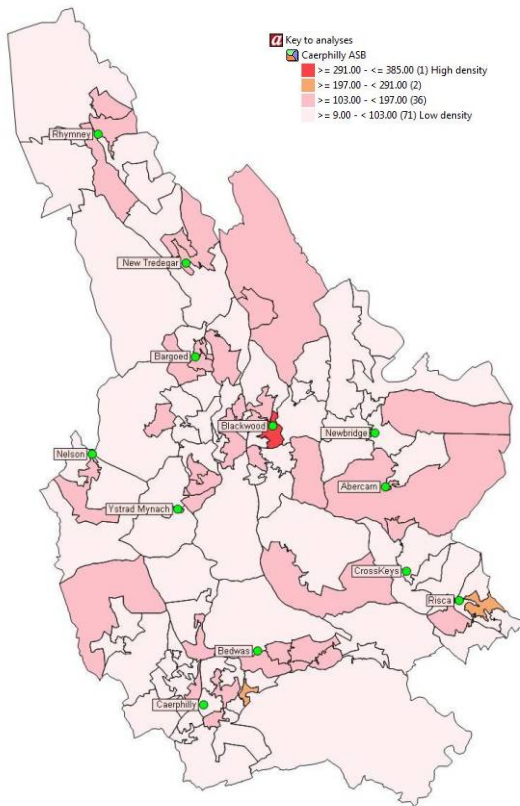 a Key to analyses
Caerphilly ASB
>= 291.00 - <= 385.00 (1) High density
>= 197.00 - < 291.00 (2)
>= 103.00 - < 197.00 (36)
>= 9.00 - < 103.00 (71) Low density
Rhymney
New Tredegar
Bargoed
Blackwood
Newbridge
Nelson
Abercarn
Ystrad Mynach
CrossKeys
Risca
Bedwas
Caerphilly